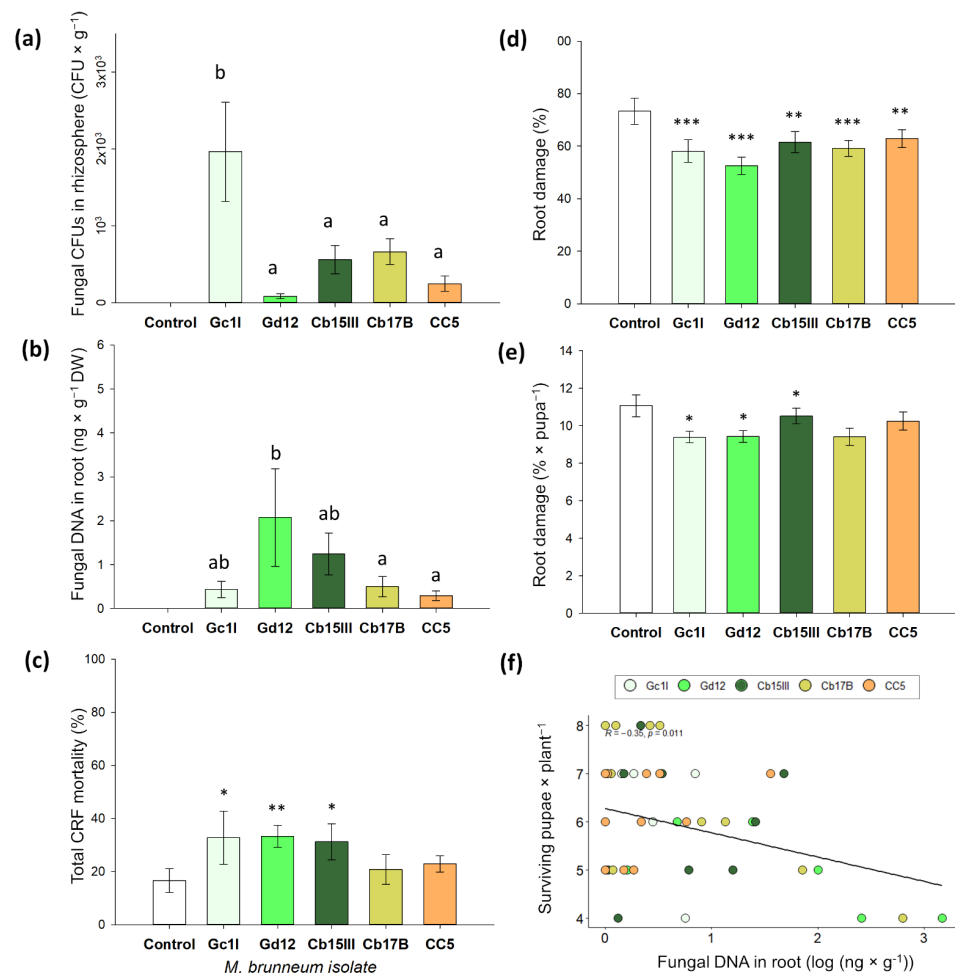 (a)
Fungal CFUs in rhizosphere (CFU × g⁻¹)
3x10³
2x10³
10³
0
b
a
a
a
a
Control Gc1I Gd12 Cb15III Cb17B CC5
(b)
Fungal DNA in root (ng × g⁻¹ DW)
6
5
4
3
2
1
0
ab
b
ab
a
a
Control Gc1I Gd12 Cb15III Cb17B CC5
(c)
Total CRF mortality (%)
100
80
60
40
20
0
*
**
*
Control Gc1I Gd12 Cb15III Cb17B CC5
M. brunneum isolate
(d)
Root damage (%)
00
80
60
40
20
00
***
***
**
***
**
Control Gc1I Gd12 Cb15III Cb17B CC5
(e)
Root damage (% × pupa⁻¹)
14
12
10
8
6
4
2
0
*
*
*
Control Gc1I Gd12 Cb15III Cb17B CC5
(f)
Gc1I Gd12 Cb15III Cb17B CC5
Surviving pupae × plant⁻¹
8
7
6
5
4
R = −0.35, p = 0.011
0 1 2 3
Fungal DNA in root (log (ng × g⁻¹))